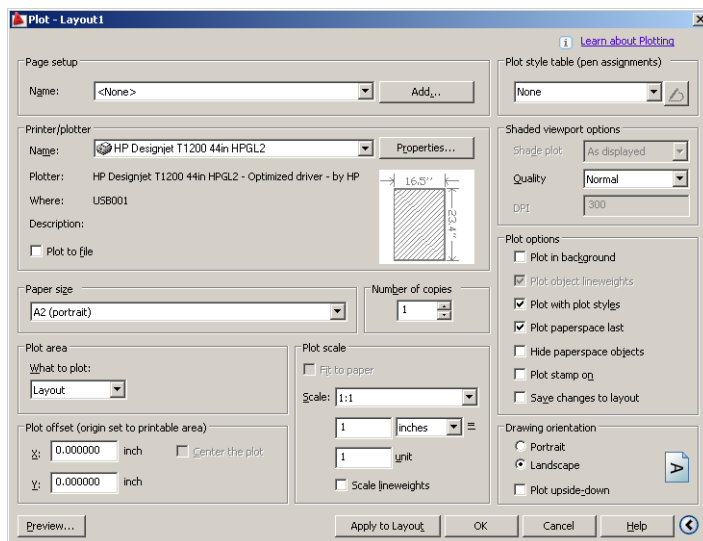 Plot - Layout1
Learn about Plotting
Page setup
Name: <None> Add...
Plot style table (pen assignments)
None
Printer/plotter
Name: HP Designjet T1200 44in HPGL2 Properties...
Plotter: HP Designjet T1200 44in HPGL2 - Optimized driver - by HP
Where: USB001
Description:
Plot to file
16.5''
23.4''
Shaded viewport options
Shade plot As displayed
Quality Normal
DPI 300
Paper size
A2 (portrait)
Number of copies
1
Plot options
Plot in background
Plot object lineweights
Plot with plot styles
Plot paperspace last
Hide paperspace objects
Plot stamp on
Save changes to layout
Plot area
What to plot:
Layout
Plot scale
Fit to paper
Scale: 1:1
1 inches =
1 unit
Scale lineweights
Plot offset (origin set to printable area)
X: 0.000000 inch Center the plot
Y: 0.000000 inch
Drawing orientation
Portrait
Landscape
Plot upside-down
A
Preview... Apply to Layout OK Cancel Help